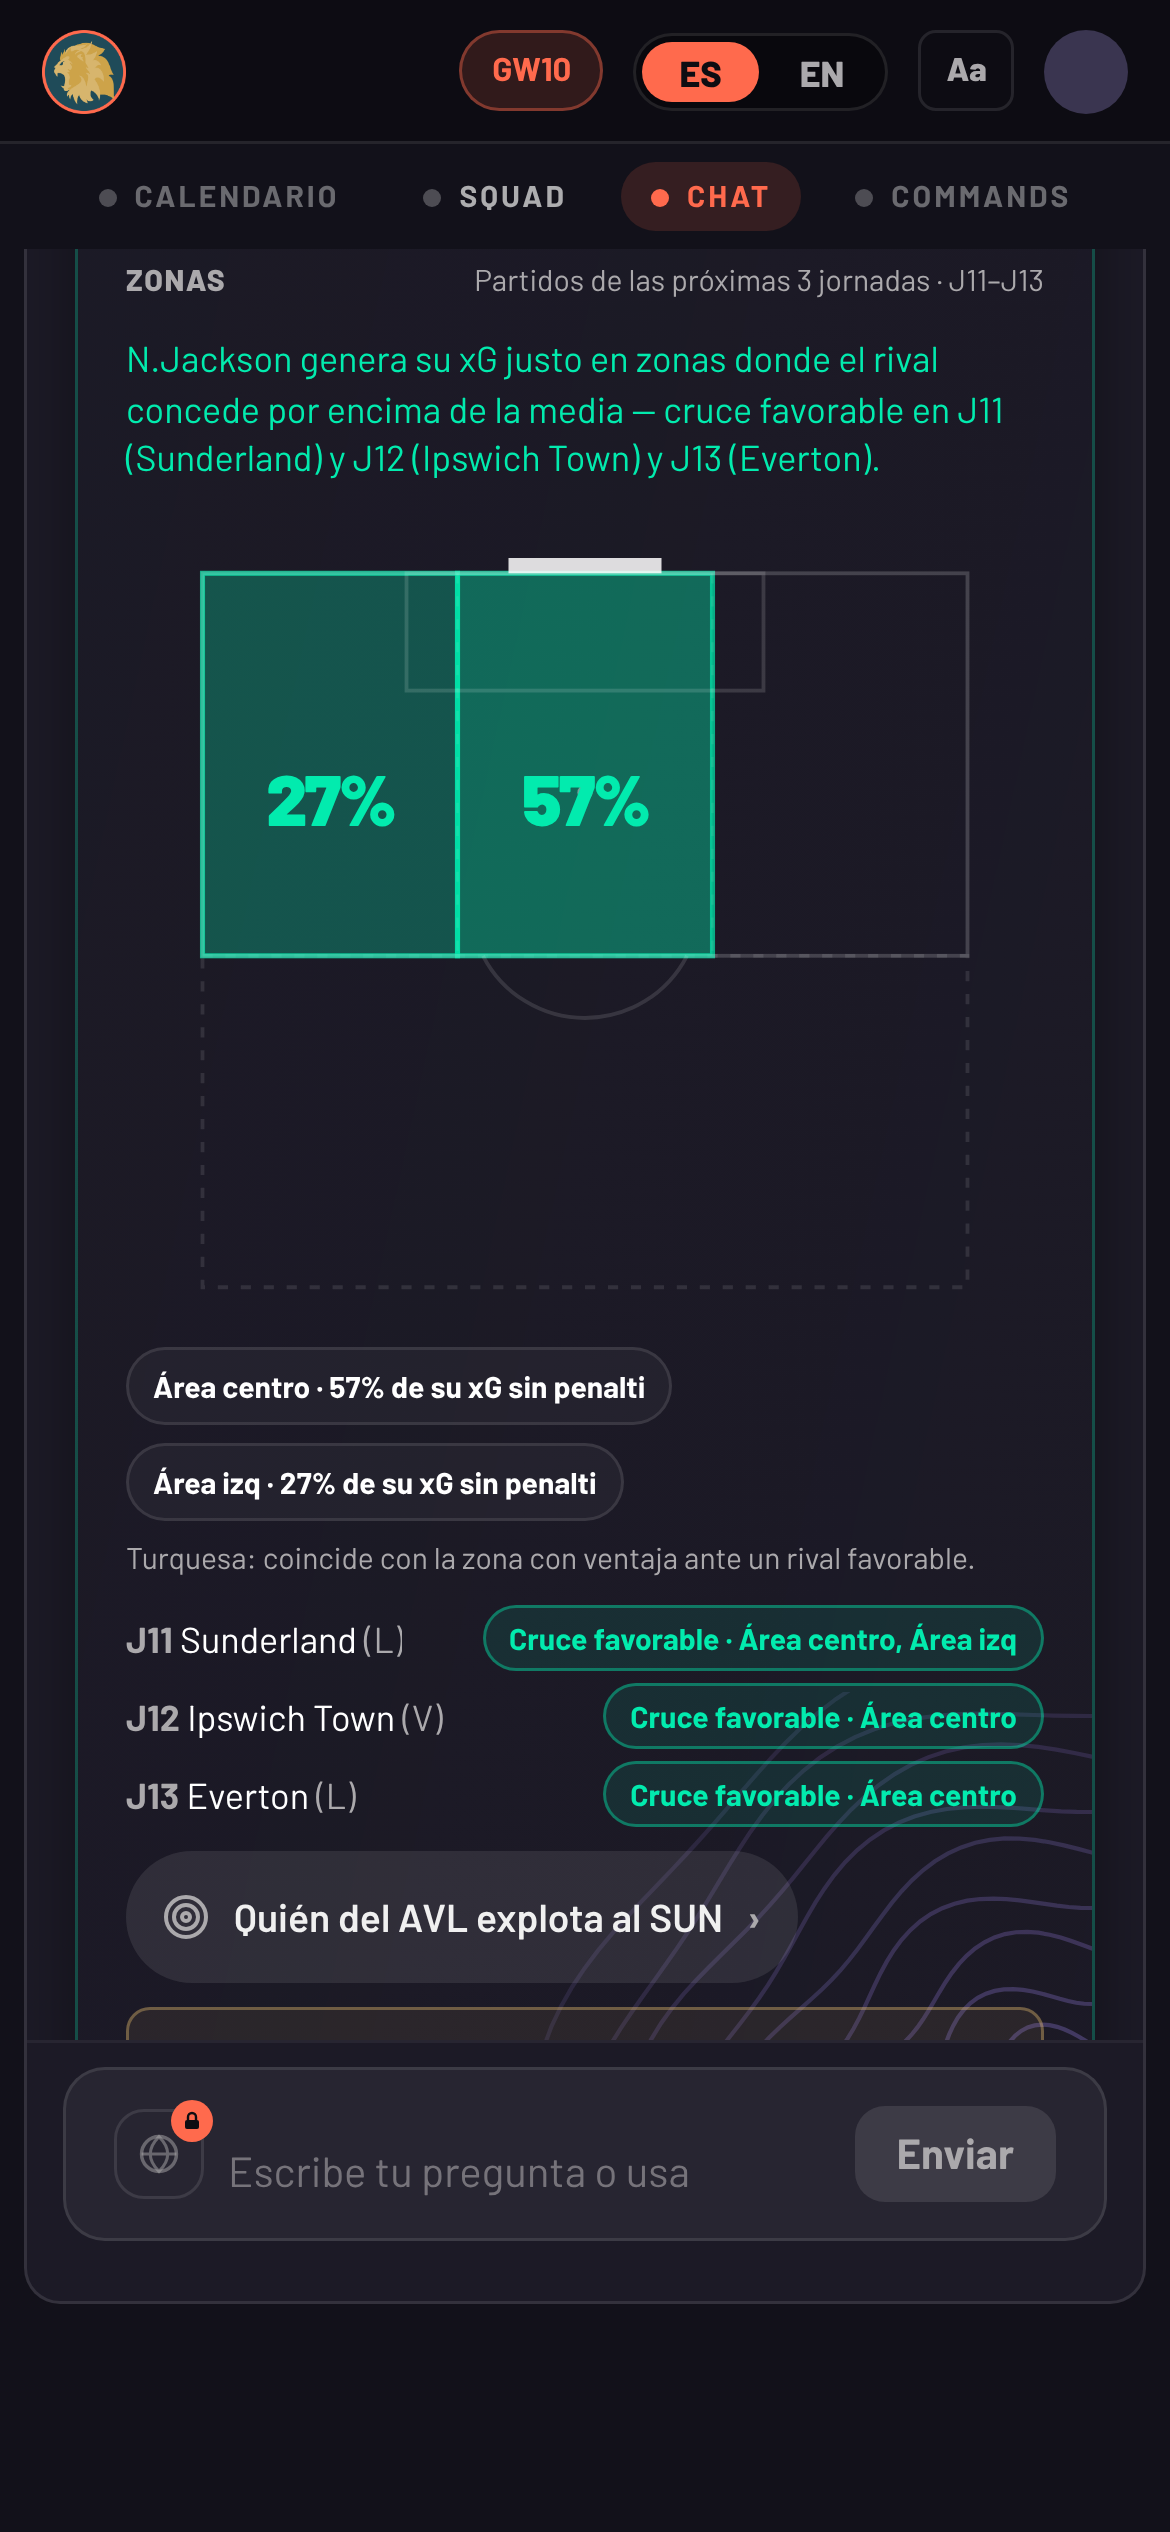 GW10
ES EN
Aa
CALENDARIO SQUAD CHAT COMMANDS
ZONAS Partidos de las próximas 3 jornadas · J11–J13
N.Jackson genera su xG justo en zonas donde el rival
concede por encima de la media — cruce favorable en J11
(Sunderland) y J12 (Ipswich Town) y J13 (Everton).
27% 57%
Área centro · 57% de su xG sin penalti
Área izq · 27% de su xG sin penalti
Turquesa: coincide con la zona con ventaja ante un rival favorable.
J11 Sunderland (L) Cruce favorable · Área centro, Área izq
J12 Ipswich Town (V) Cruce favorable · Área centro
J13 Everton (L) Cruce favorable · Área centro
Quién del AVL explota al SUN ›
Escribe tu pregunta o usa Enviar